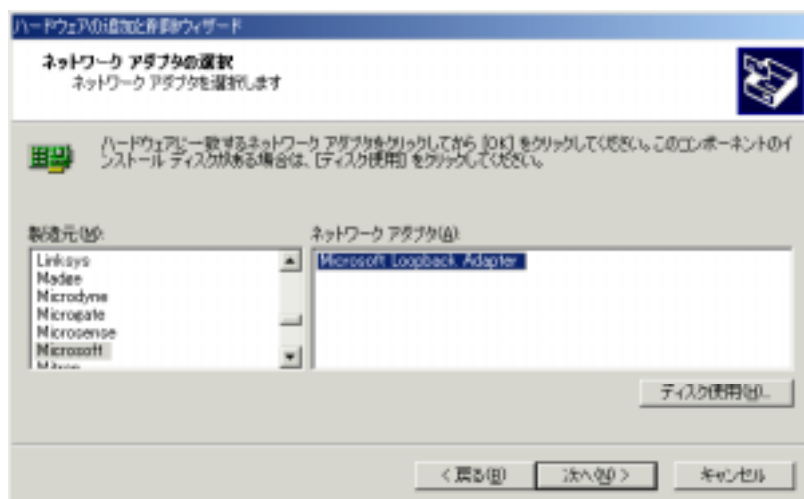 ハードウェアの追加と削除ウィザード
ネットワーク アダプタの選択
ネットワーク アダプタを選択します
ハードウェアに一致するネットワーク アダプタをクリックしてから [OK] をクリックしてください。このコンポーネントのイ
ンストール ディスクがある場合は、[ディスク使用] をクリックしてください。
製造元(M):
Linksys
Madge
Microdyne
Microgate
Microsense
Microsoft
Mitron
ネットワーク アダプタ(A):
Microsoft Loopback Adapter
ディスク使用(H)...
< 戻る(B)
次へ(N) >
キャンセル